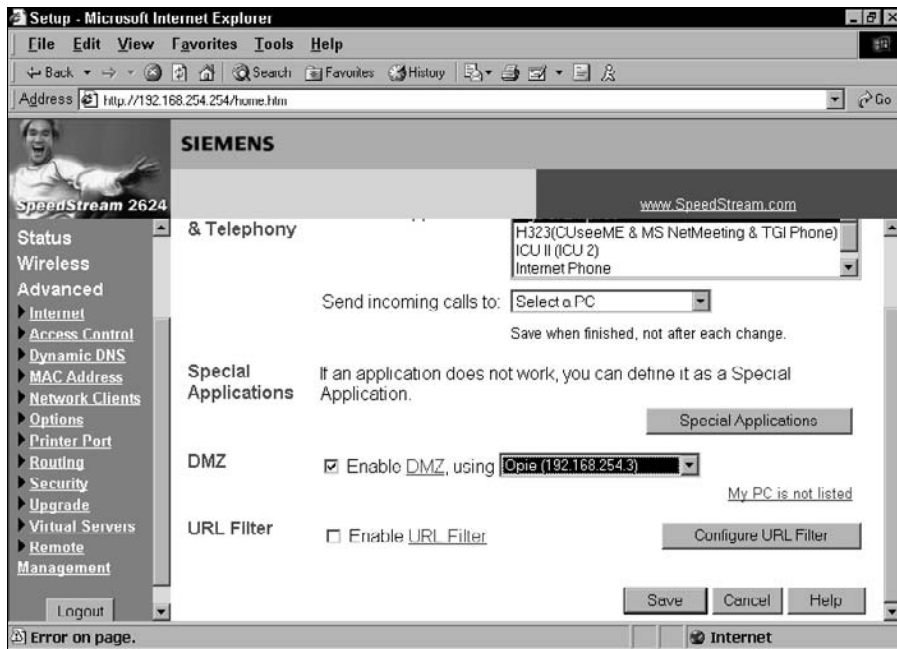 Setup - Microsoft Internet Explorer
File Edit View Favorites Tools Help
Back Search Favorites History
Address http://192.168.254.254/home.htm Go
SIEMENS
SpeedStream 2624
www.SpeedStream.com
Status
Wireless
Advanced
Internet
Access Control
Dynamic DNS
MAC Address
Network Clients
Options
Printer Port
Routing
Security
Upgrade
Virtual Servers
Remote
Management
Logout
& Telephony
H323(CUseeME & MS NetMeeting & TGI Phone)
ICU II (ICU 2)
Internet Phone
Send incoming calls to: Select a PC
Save when finished, not after each change.
Special
Applications
If an application does not work, you can define it as a Special
Application.
Special Applications
DMZ
Enable DMZ, using Opie (192.168.254.3)
My PC is not listed
URL Filter
Enable URL Filter
Configure URL Filter
Save Cancel Help
Error on page. Internet